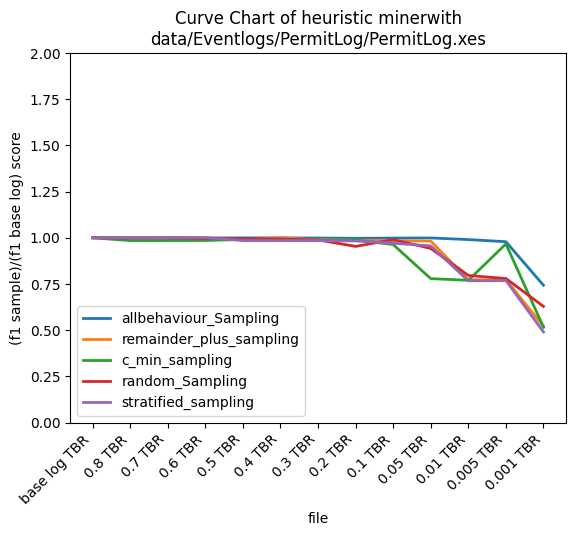 Curve Chart of heuristic minerwith
data/Eventlogs/PermitLog/PermitLog.xes
(f1 sample)/(f1 base log) score
2.00
1.75
1.50
1.25
1.00
0.75
0.50
0.25
0.00
allbehaviour_Sampling
remainder_plus_sampling
c_min_sampling
random_Sampling
stratified_sampling
base log TBR
0.8 TBR
0.7 TBR
0.6 TBR
0.5 TBR
0.4 TBR
0.3 TBR
0.2 TBR
0.1 TBR
0.05 TBR
0.01 TBR
0.005 TBR
0.001 TBR
file